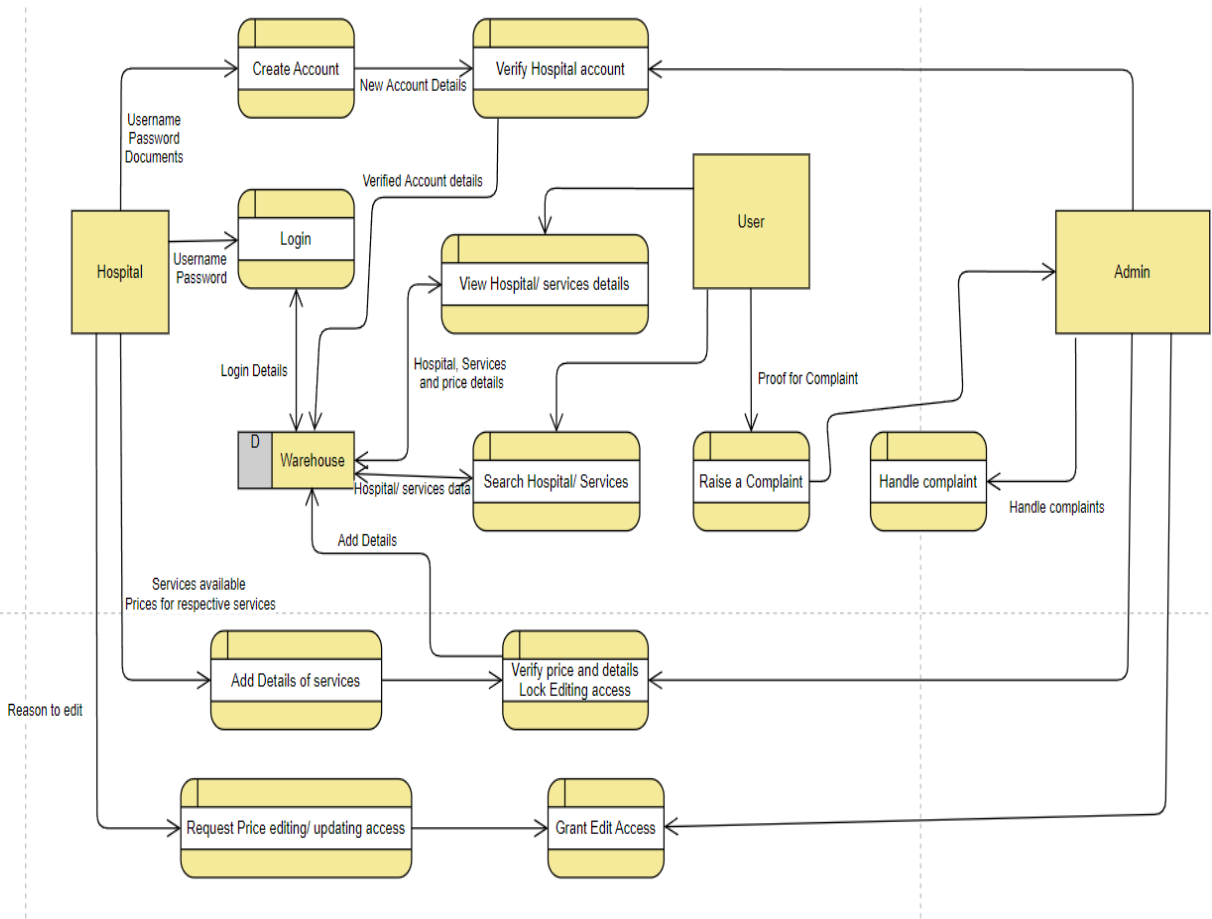 Create Account
New Account Details
Verify Hospital account
Username
Password
Documents
Verified Account details
User
Hospital
Login
Username
Password
View Hospital/ services details
Admin
Login Details
Hospital, Services
and price details
Proof for Complaint
D
Warehouse
Hospital/ services data
Search Hospital/ Services
Raise a Complaint
Handle complaint
Handle complaints
Add Details
Services available
Prices for respective services
Add Details of services
Verify price and details
Lock Editing access
Reason to edit
Request Price editing/ updating access
Grant Edit Access